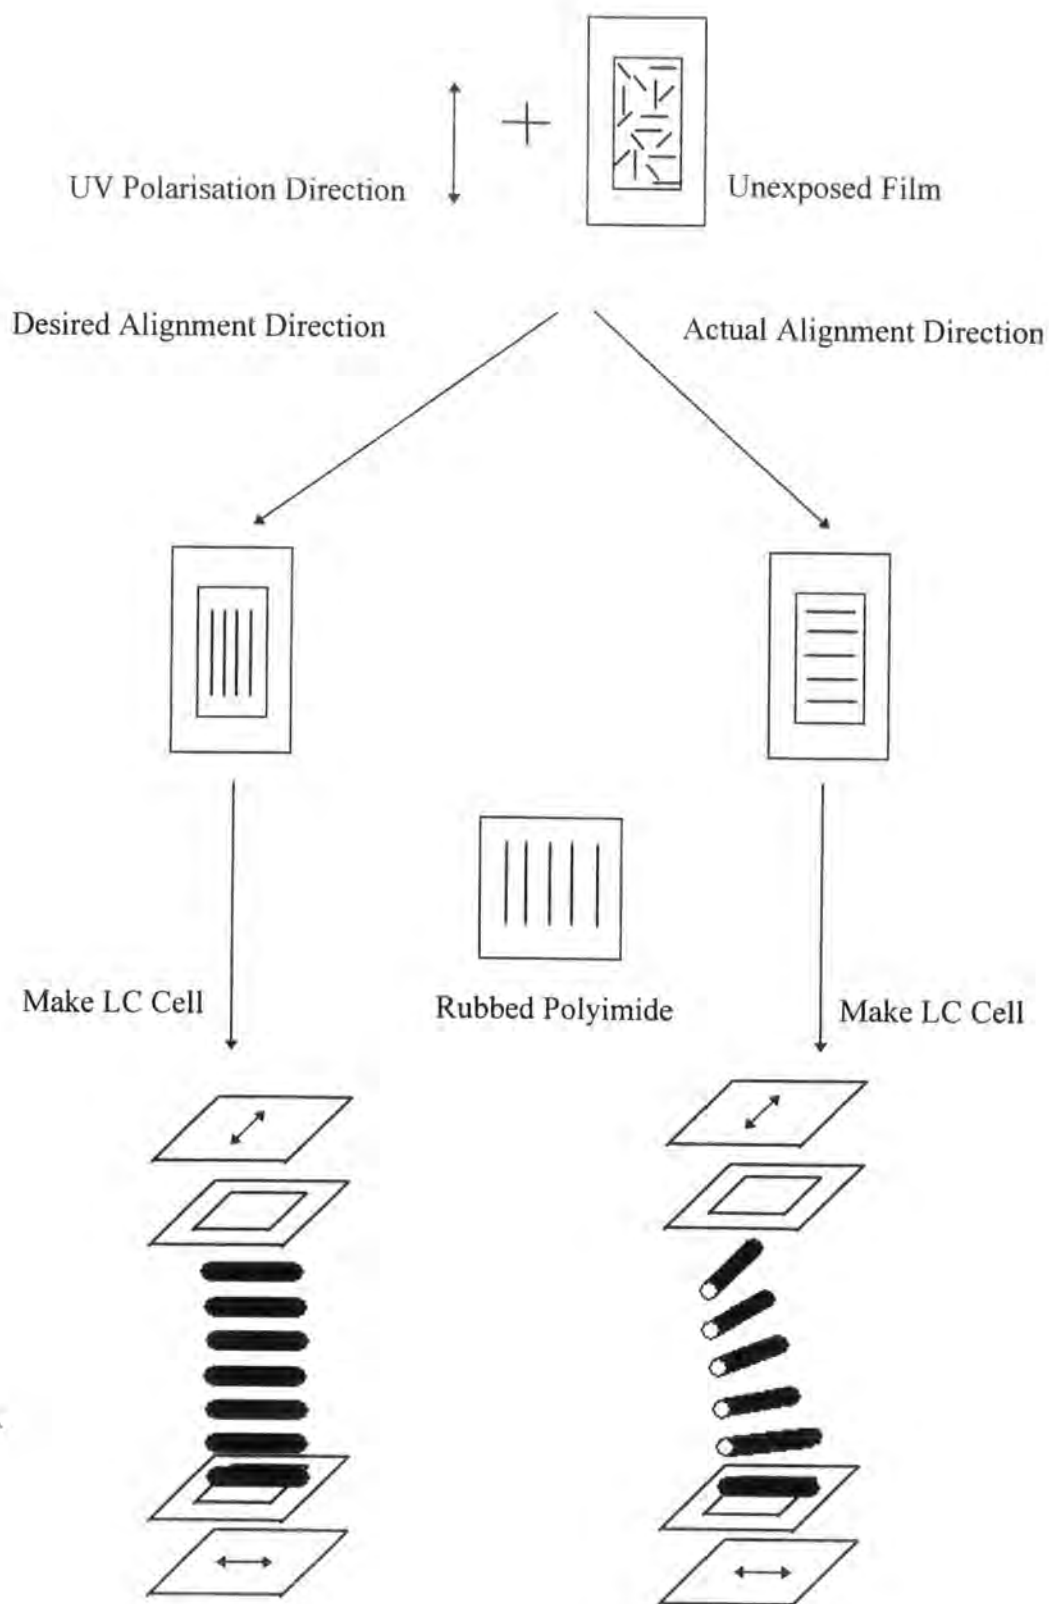 UV Polarisation Direction
Unexposed Film
Desired Alignment Direction
Actual Alignment Direction
Rubbed Polyimide
Make LC Cell
Make LC Cell